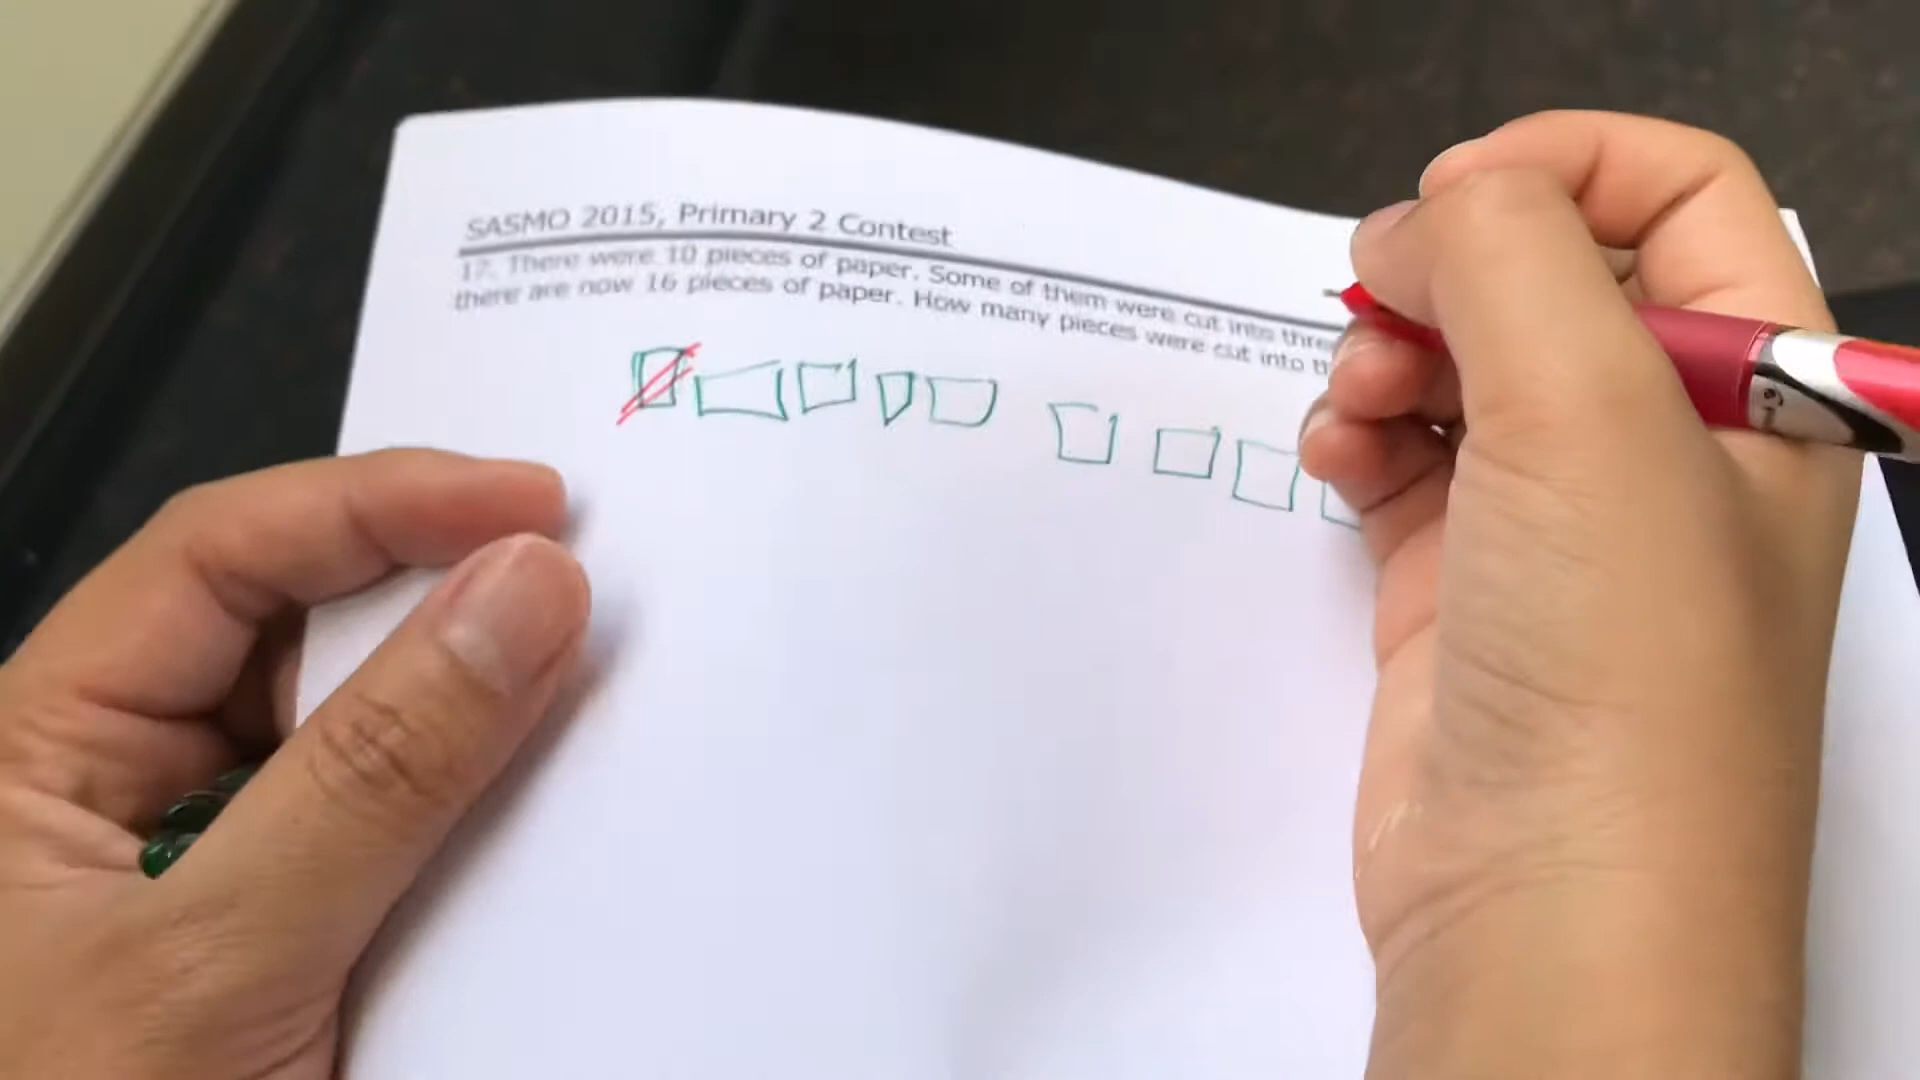 SASMO 2015, Primary 2 Contest
17. There were 10 pieces of paper. Some of them were cut into thre
there are now 16 pieces of paper. How many pieces were cut into